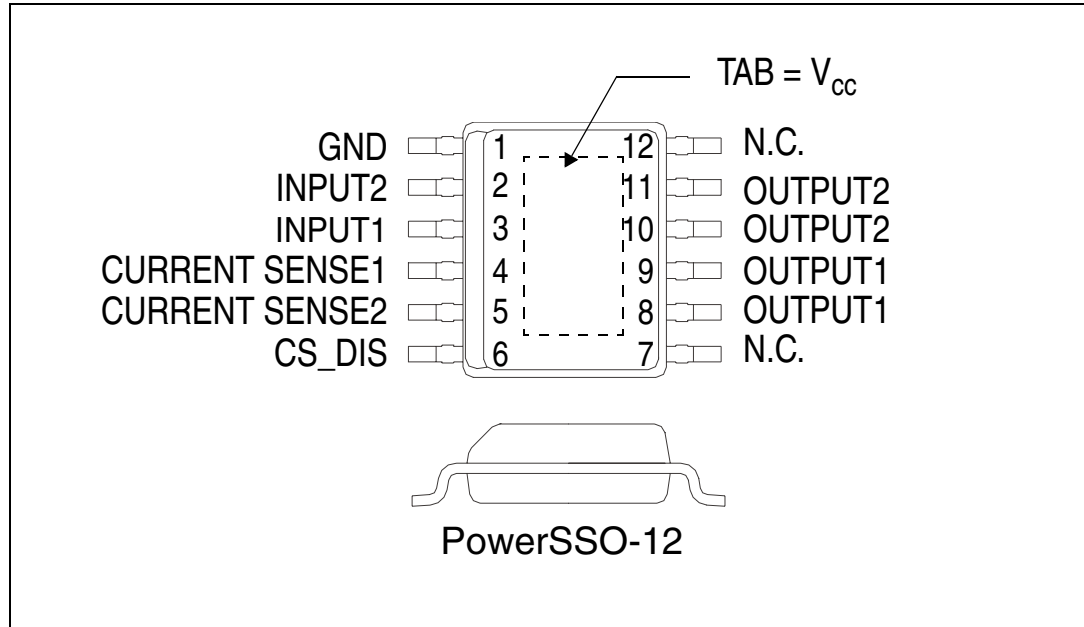 TAB = Vcc
GND 1 12 N.C.
INPUT2 2 11 OUTPUT2
INPUT1 3 10 OUTPUT2
CURRENT SENSE1 4 9 OUTPUT1
CURRENT SENSE2 5 8 OUTPUT1
CS_DIS 6 7 N.C.
PowerSSO-12